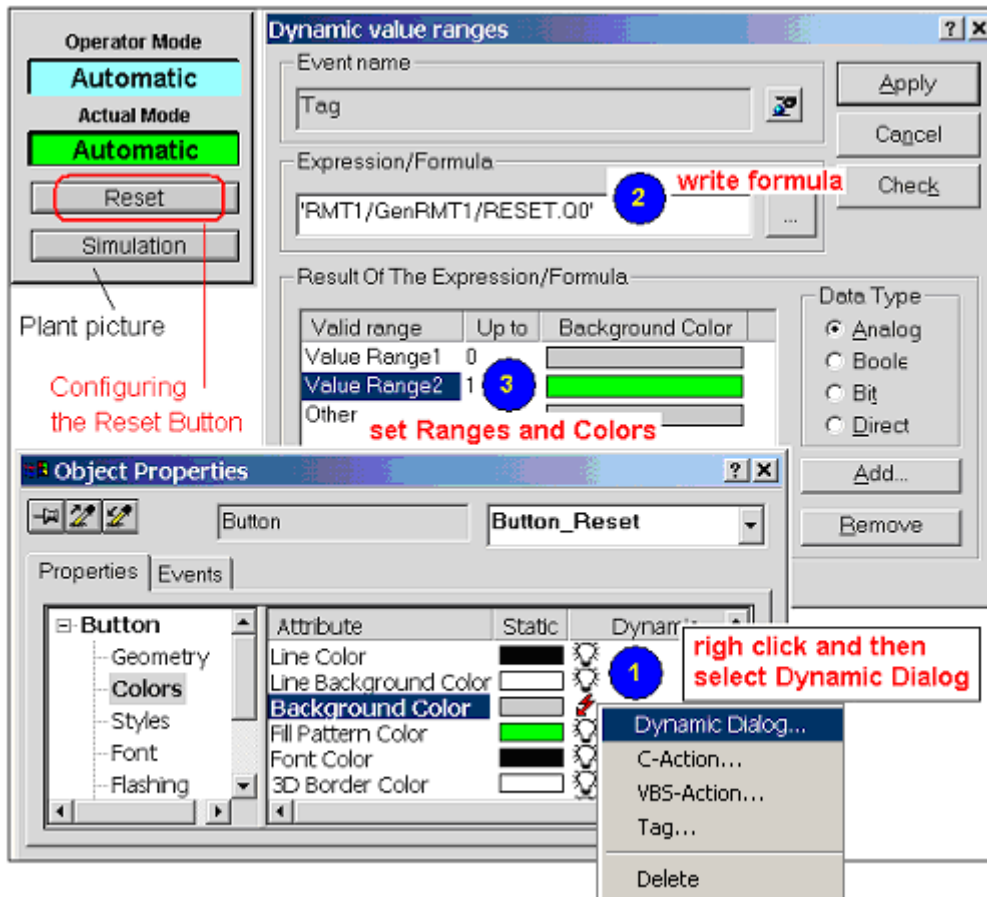 Operator Mode
Automatic
Actual Mode
Automatic
Reset
Simulation
Plant picture
Configuring
the Reset Button
Dynamic value ranges
Event name
Tag
Apply
Cancel
Check
Expression/Formula
'RMT1/GenRMT1/RESET.Q0'
2
write formula
...
Result Of The Expression/Formula
Valid range Up to Background Color
Value Range1 0
Value Range2 1
3
Other
set Ranges and Colors
Data Type
Analog
Boole
Bit
Direct
Add...
Remove
Object Properties
Button
Button_Reset
Properties
Events
Button
Geometry
Colors
Styles
Font
Flashing
Attribute Static Dynamic
Line Color
Line Background Color
Background Color
Fill Pattern Color
Font Color
3D Border Color
1
righ click and then
select Dynamic Dialog
Dynamic Dialog...
C-Action...
VBS-Action...
Tag...
Delete